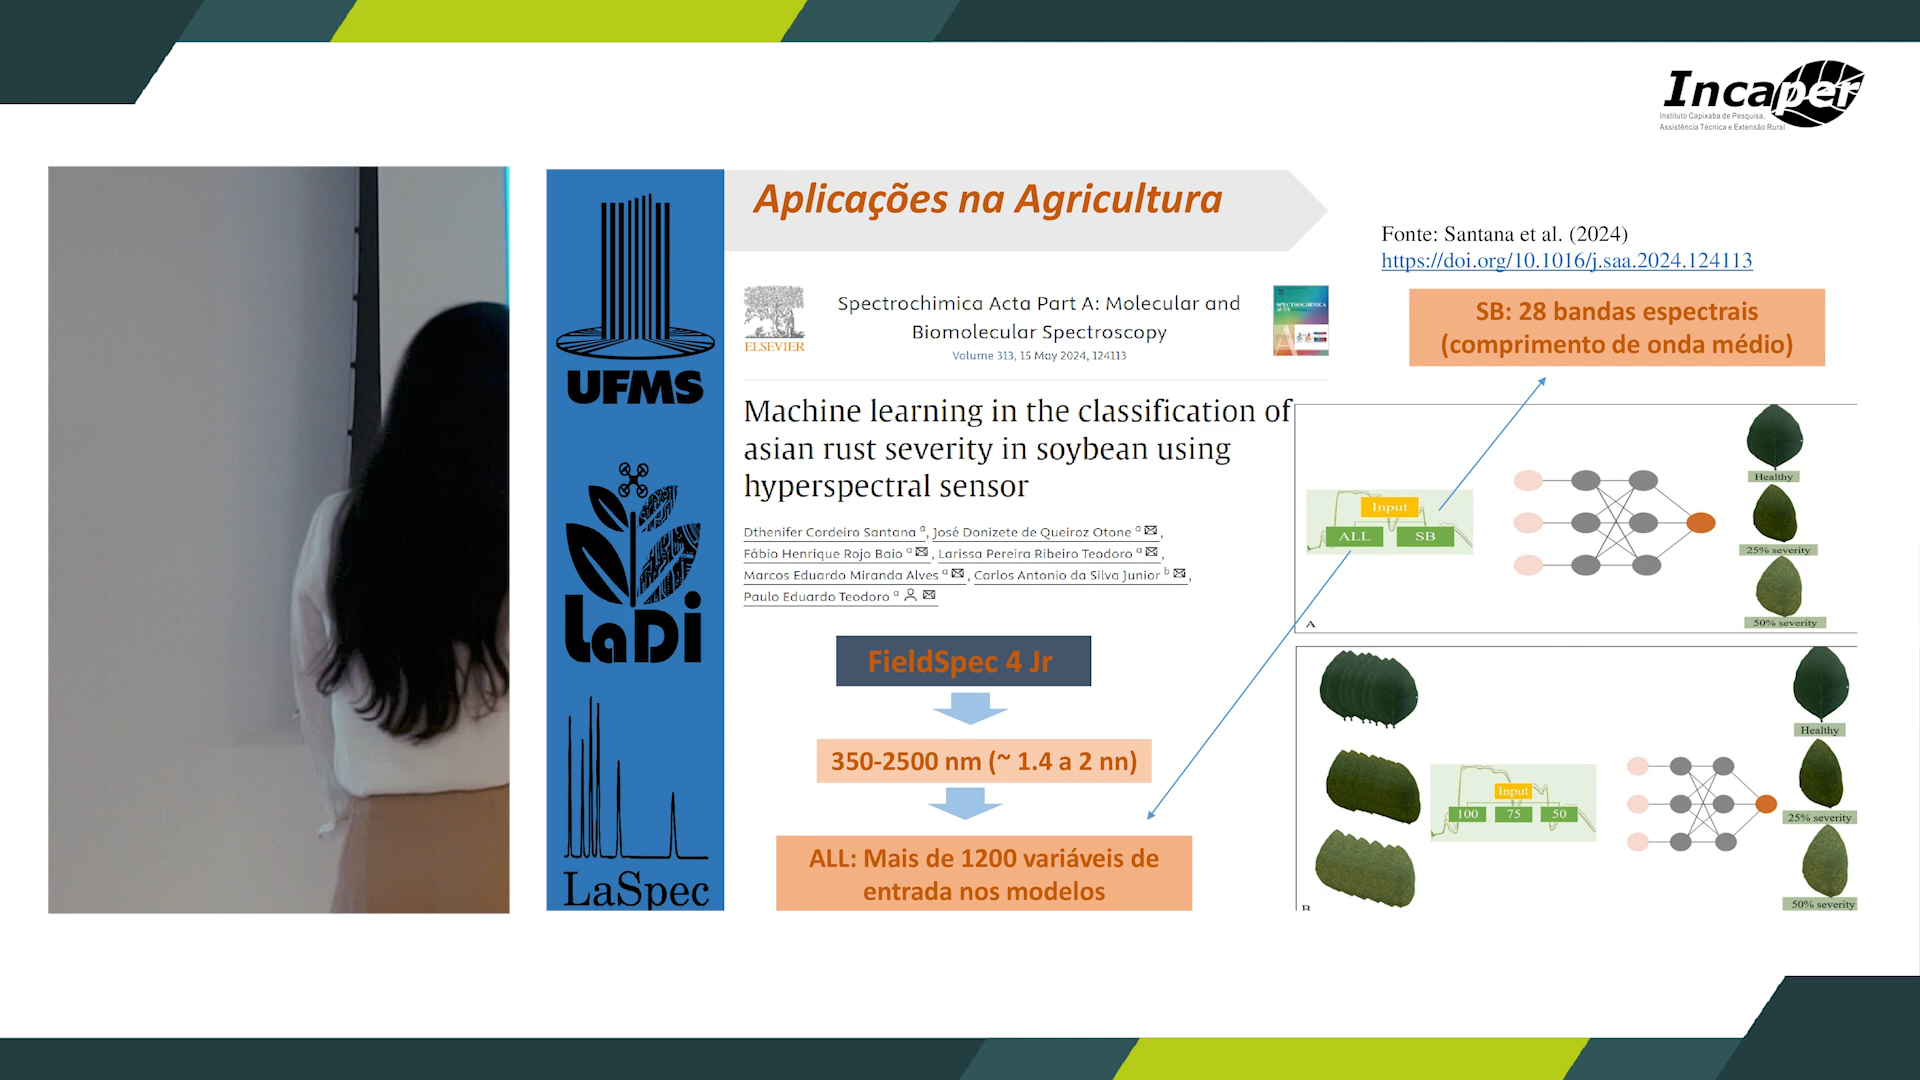 Incaper
Instituto Capixaba de Pesquisa,
Assistência Técnica e Extensão Rural
UFMS
LaDi
LaSpec
Aplicações na Agricultura
ELSEVIER
Spectrochimica Acta Part A: Molecular and
Biomolecular Spectroscopy
Volume 313, 15 May 2024, 124113
SPECTROCHIMICA
ACTA
Machine learning in the classification of
asian rust severity in soybean using
hyperspectral sensor
Dthenifer Cordeiro Santana a, José Donizete de Queiroz Otone a,
Fábio Henrique Rojo Baio a, Larissa Pereira Ribeiro Teodoro a,
Marcos Eduardo Miranda Alves a, Carlos Antonio da Silva Junior b,
Paulo Eduardo Teodoro a
FieldSpec 4 Jr
350-2500 nm (~ 1.4 a 2 nn)
ALL: Mais de 1200 variáveis de
entrada nos modelos
Fonte: Santana et al. (2024)
https://doi.org/10.1016/j.saa.2024.124113
SB: 28 bandas espectrais
(comprimento de onda médio)
Input
ALL SB
Healthy
25% severity
50% severity
A
Input
100 75 50
Healthy
25% severity
50% severity
B